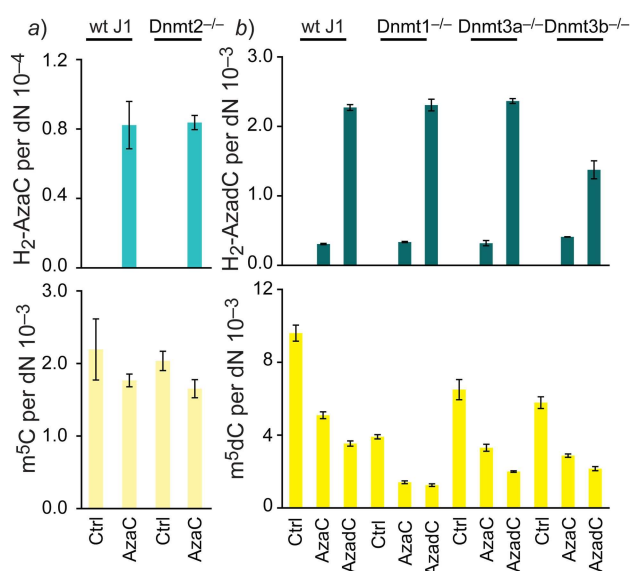 a) wt J1 Dnmt2⁻/⁻
H₂-AzaC per dN 10⁻⁴
1.2
0.8
0.4
0.0
m⁵C per dN 10⁻³
3.0
2.0
1.0
0.0
Ctrl AzaC Ctrl AzaC
b) wt J1 Dnmt1⁻/⁻ Dnmt3a⁻/⁻ Dnmt3b⁻/⁻
H₂-AzadC per dN 10⁻³
3.0
2.0
1.0
0.0
m⁵dC per dN 10⁻³
12
8
4
0
Ctrl AzaC AzadC Ctrl AzaC AzadC Ctrl AzaC AzadC Ctrl AzaC AzadC